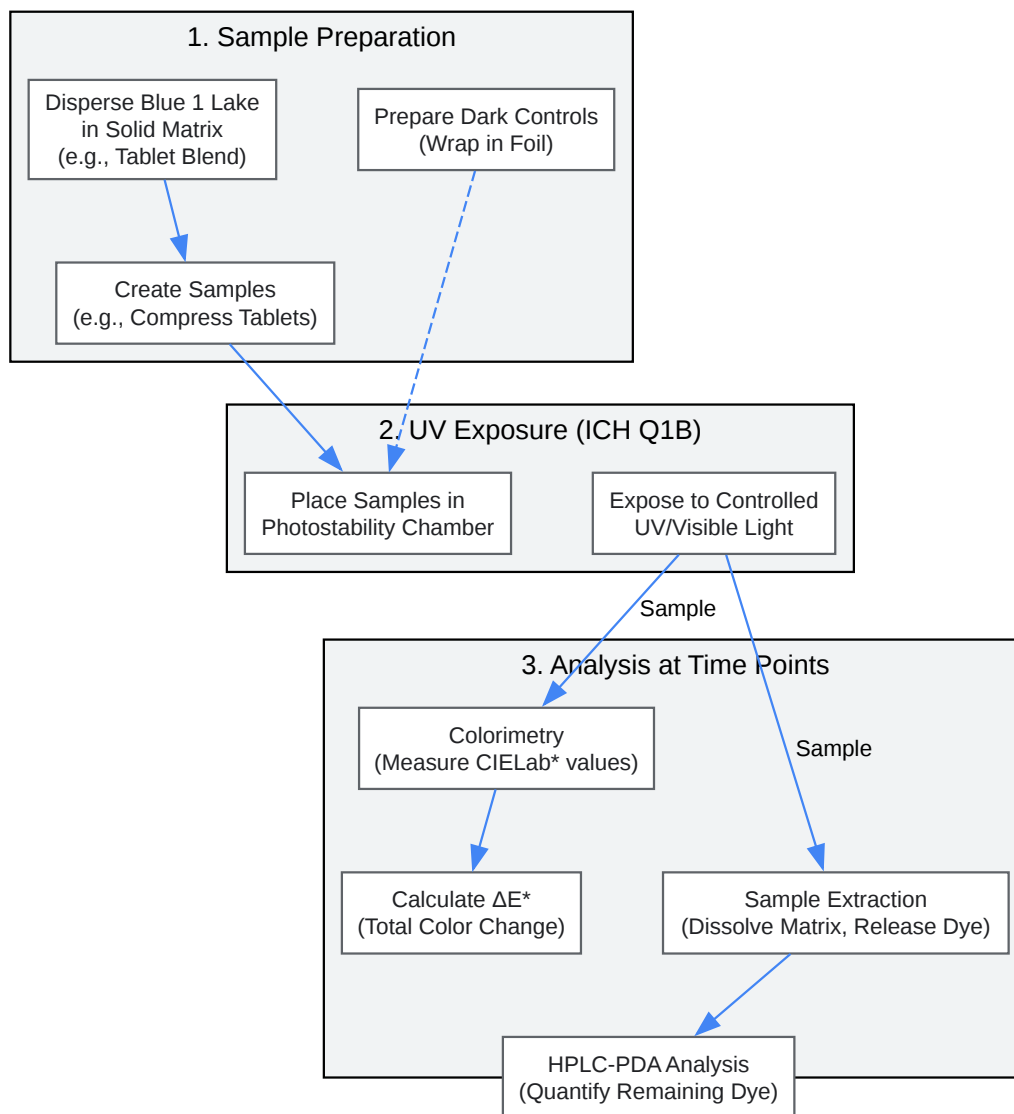 1. Sample Preparation
Disperse Blue 1 Lake
in Solid Matrix
(e.g., Tablet Blend)
Prepare Dark Controls
(Wrap in Foil)
Create Samples
(e.g., Compress Tablets)
2. UV Exposure (ICH Q1B)
Place Samples in
Photostability Chamber
Expose to Controlled
UV/Visible Light
Sample
3. Analysis at Time Points
Colorimetry
(Measure CIELab* values)
Sample
Calculate ΔE*
(Total Color Change)
Sample Extraction
(Dissolve Matrix, Release Dye)
HPLC-PDA Analysis
(Quantify Remaining Dye)